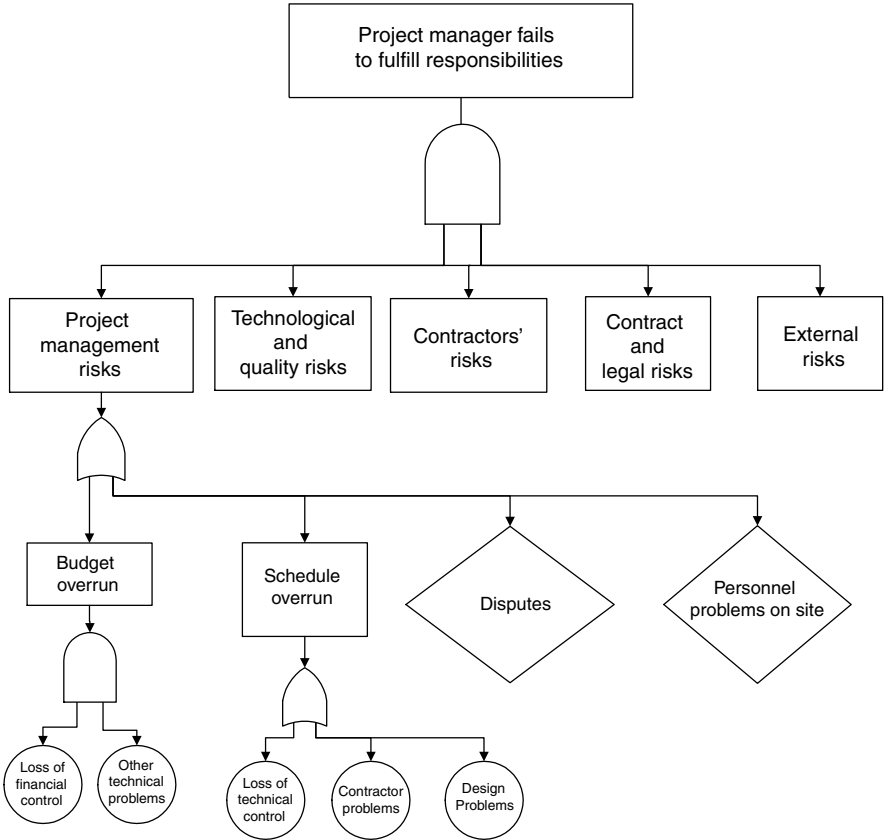 Project manager fails
to fulfill responsibilities
Project
management
risks
Technological
and
quality risks
Contractors'
risks
Contract
and
legal risks
External
risks
Budget
overrun
Schedule
overrun
Disputes
Personnel
problems on site
Loss of
financial
control
Other
technical
problems
Loss of
technical
control
Contractor
problems
Design
Problems